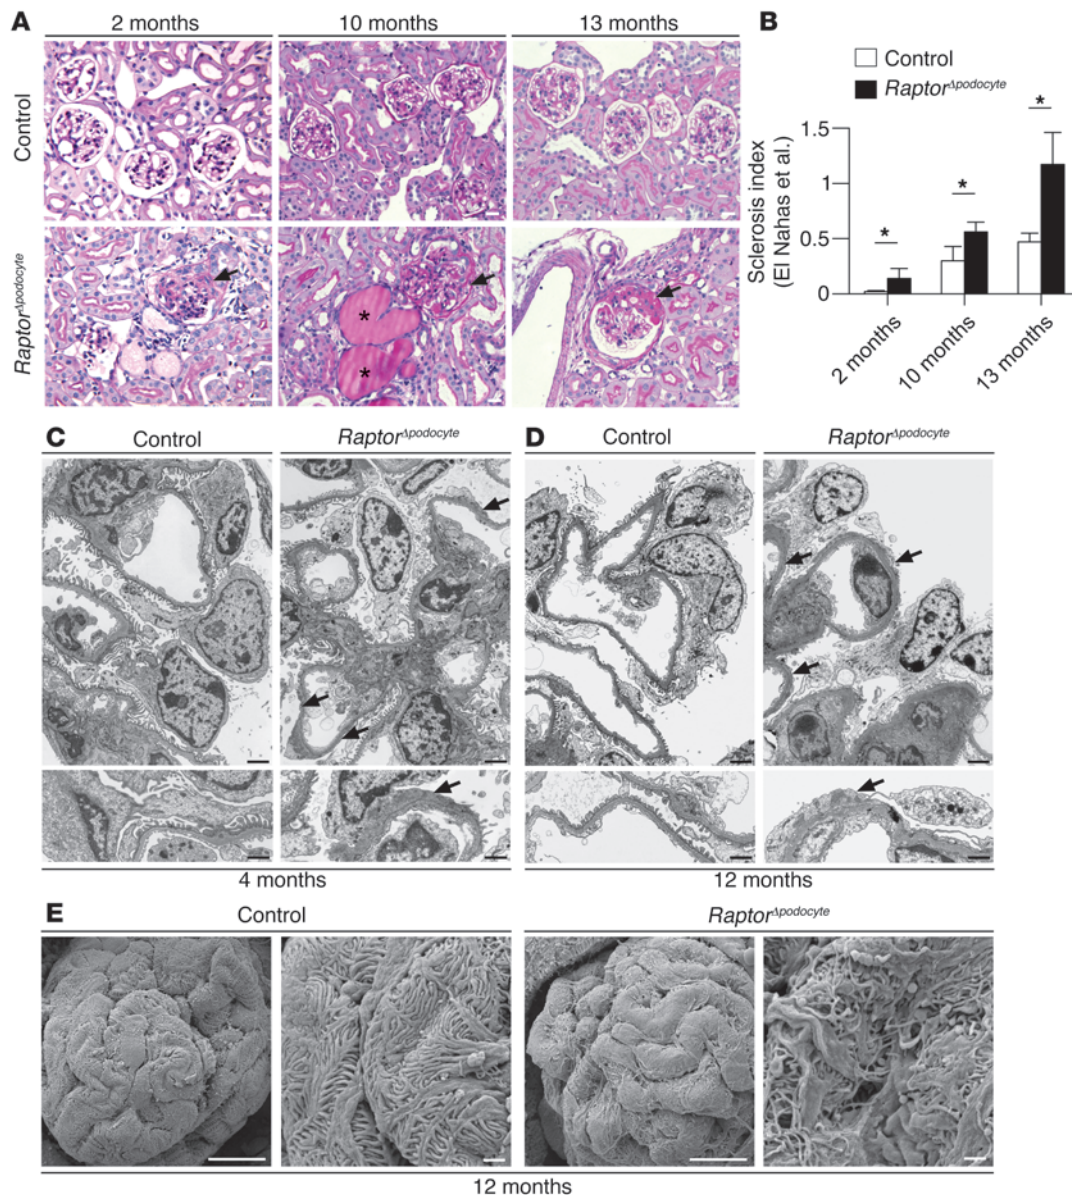 A
2 months
10 months
13 months
Control
Raptor^Δpodocyte
*
*
B
Control
Raptor^Δpodocyte
Sclerosis index
(El Nahas et al.)
1.5
1
0.5
0
*
*
*
2 months
10 months
13 months
C
Control
Raptor^Δpodocyte
4 months
D
Control
Raptor^Δpodocyte
12 months
E
Control
Raptor^Δpodocyte
12 months